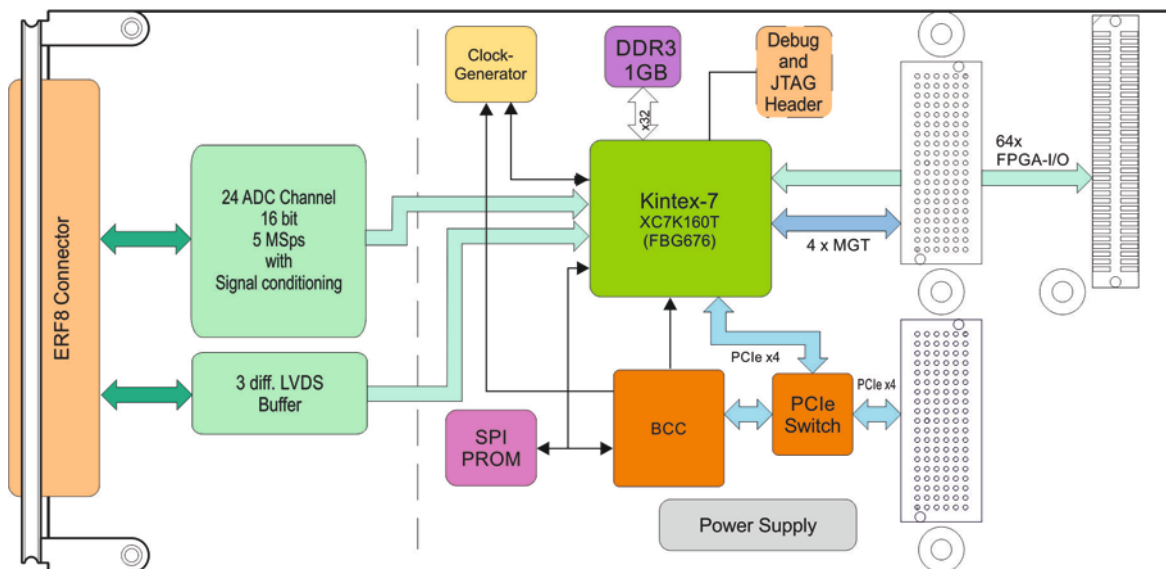 ERF8 Connector
24 ADC Channel
16 bit
5 MSps
with
Signal conditioning
3 diff. LVDS
Buffer
Clock-
Generator
DDR3
1GB
x32
Debug
and
JTAG
Header
Kintex-7
XC7K160T
(FBG676)
64x
FPGA-I/O
4 x MGT
PCIe x4
PCIe x4
SPI
PROM
BCC
PCIe
Switch
Power Supply